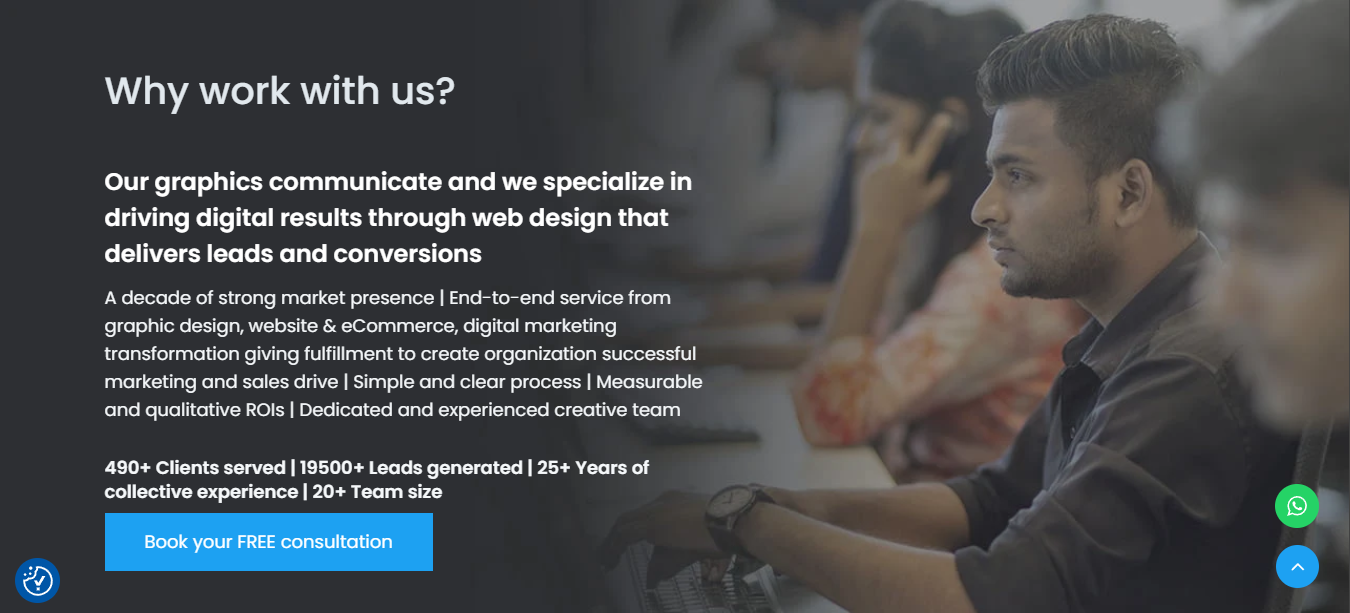 Why work with us?
Our graphics communicate and we specialize in
driving digital results through web design that
delivers leads and conversions
A decade of strong market presence | End-to-end service from
graphic design, website & eCommerce, digital marketing
transformation giving fulfillment to create organization successful
marketing and sales drive | Simple and clear process | Measurable
and qualitative ROIs | Dedicated and experienced creative team
490+ Clients served | 19500+ Leads generated | 25+ Years of
collective experience | 20+ Team size
Book your FREE consultation